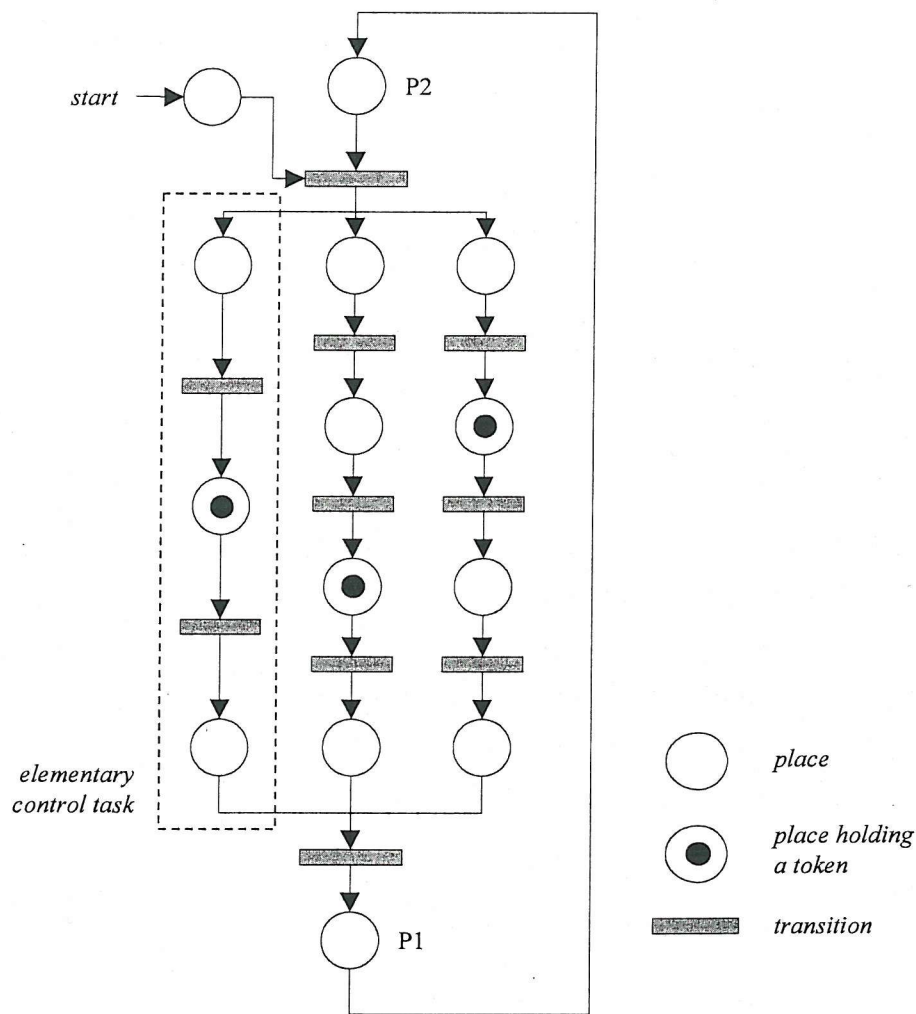 P2
start
elementary
control task
place
place holding
a token
transition
P1